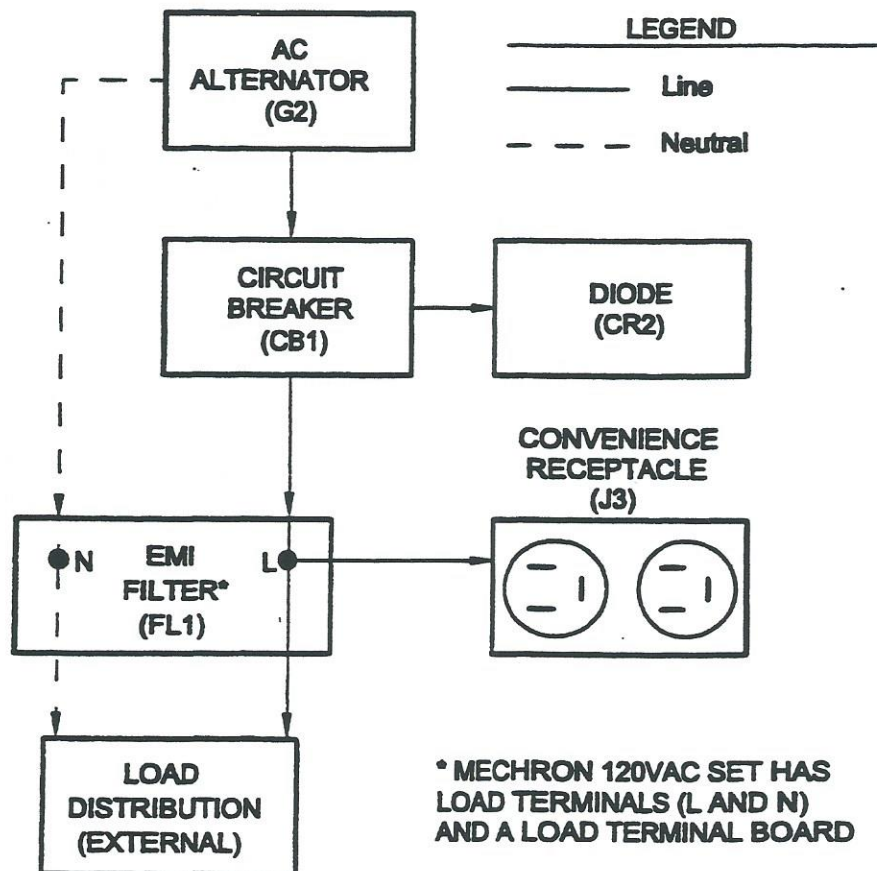 AC
ALTERNATOR
(G2)
LEGEND
Line
Neutral
CIRCUIT
BREAKER
(CB1)
DIODE
(CR2)
CONVENIENCE
RECEPTACLE
(J3)
N
EMI
FILTER*
(FL1)
L
LOAD
DISTRIBUTION
(EXTERNAL)
* MECHRON 120VAC SET HAS
LOAD TERMINALS (L AND N)
AND A LOAD TERMINAL BOARD